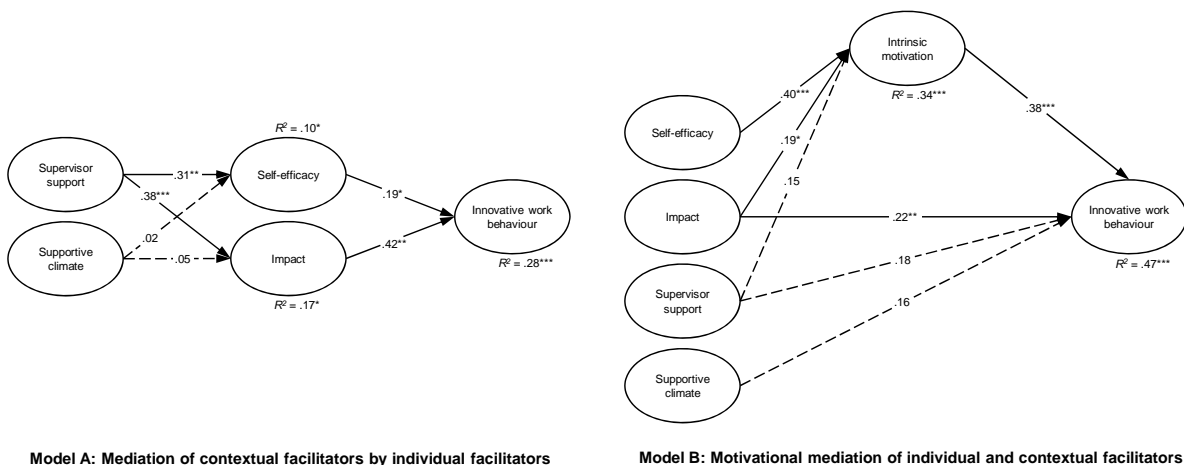 R² = .10*
Supervisor
support
Self-efficacy
.31**
.38***
.19*
.02
Innovative work
behaviour
Supportive
climate
.05
Impact
.42**
R² = .28***
R² = .17*
Model A: Mediation of contextual facilitators by individual facilitators
Intrinsic
motivation
R² = .34***
.40***
.38***
Self-efficacy
.19*
.15
Impact
.22**
Innovative work
behaviour
R² = .47***
.18
Supervisor
support
.16
Supportive
climate
Model B: Motivational mediation of individual and contextual facilitators